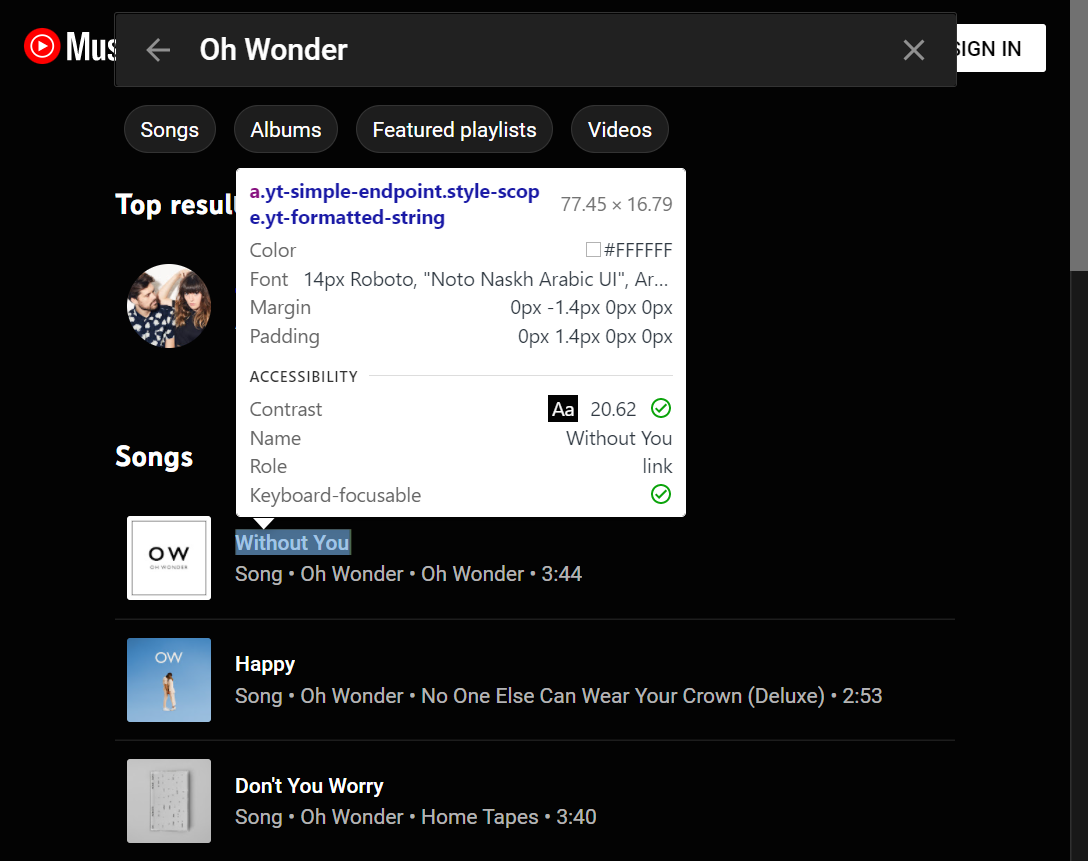 Mus
Oh Wonder
SIGN IN
Songs
Albums
Featured playlists
Videos
Top resul
a.yt-simple-endpoint.style-scop
e.yt-formatted-string
77.45 × 16.79
Color #FFFFFF
Font 14px Roboto, "Noto Naskh Arabic UI", Ar…
Margin 0px -1.4px 0px 0px
Padding 0px 1.4px 0px 0px
ACCESSIBILITY
Contrast Aa 20.62
Name Without You
Role link
Keyboard-focusable
Songs
OW
OH WONDER
Without You
Song • Oh Wonder • Oh Wonder • 3:44
OW
Happy
Song • Oh Wonder • No One Else Can Wear Your Crown (Deluxe) • 2:53
Don't You Worry
Song • Oh Wonder • Home Tapes • 3:40